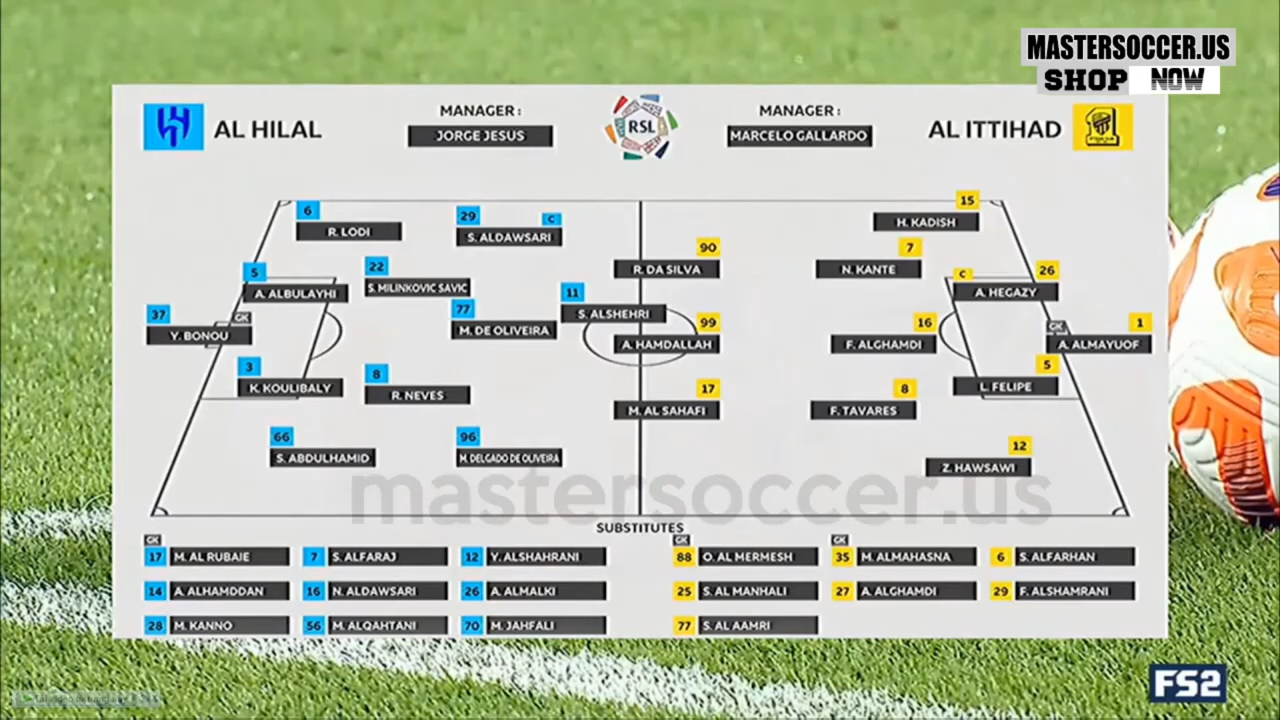 MASTERSOCCER.US
SHOP NOW
AL HILAL
MANAGER :
JORGE JESUS
RSL
MANAGER :
MARCELO GALLARDO
AL ITTIHAD
6
R. LODI
29
C
S. ALDAWSARI
5
A. ALBULAYHI
22
S. MILINKOVIC SAVIC
37
GK
Y. BONOU
77
M. DE OLIVEIRA
11
S. ALSHEHRI
3
K. KOULIBALY
8
R. NEVES
66
S. ABDULHAMID
96
M. DELGADO DE OLIVEIRA
15
H. KADISH
90
R. DA SILVA
7
N. KANTE
C
26
A. HEGAZY
99
A. HAMDALLAH
16
F. ALGHAMDI
GK
1
A. ALMAYUOF
17
M. AL SAHAFI
8
F. TAVARES
5
L. FELIPE
12
Z. HAWSAWI
mastersoccer.us
SUBSTITUTES
GK
17 M. AL RUBAIE
7 S. ALFARAJ
12 Y. ALSHAHRANI
GK
88 O. AL MERMESH
GK
35 M. ALMAHASNA
6 S. ALFARHAN
14 A. ALHAMDDAN
16 N. ALDAWSARI
26 A. ALMALKI
25 S. AL MANHALI
27 A. ALGHAMDI
29 F. ALSHAMRANI
28 M. KANNO
56 M. ALQAHTANI
70 M. JAHFALI
77 S. AL AAMRI
FS2